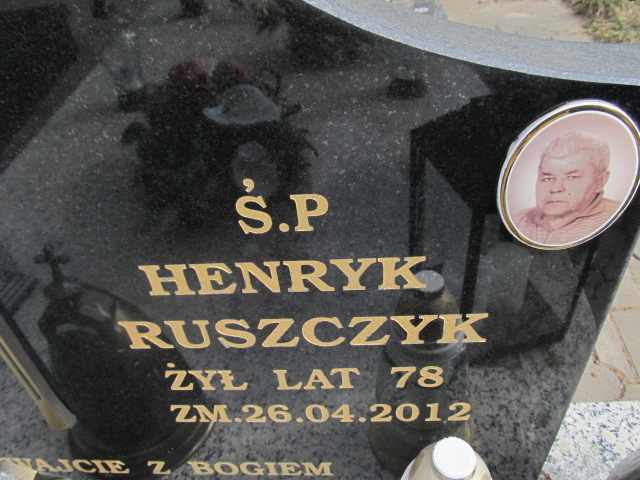 Ś.P
HENRYK
RUSZCZYK
ŻYŁ LAT 78
ZM.26.04.2012
WAJCIE Z BOGIEM